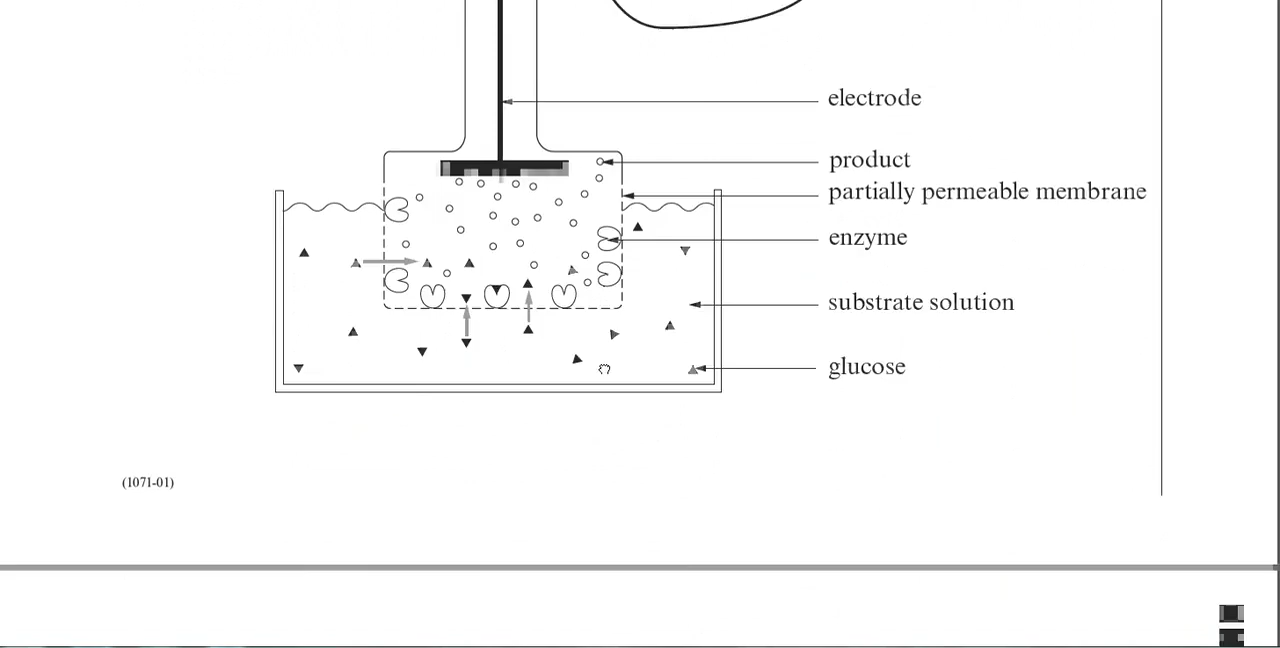 electrode
product
partially permeable membrane
enzyme
substrate solution
glucose
(1071-01)